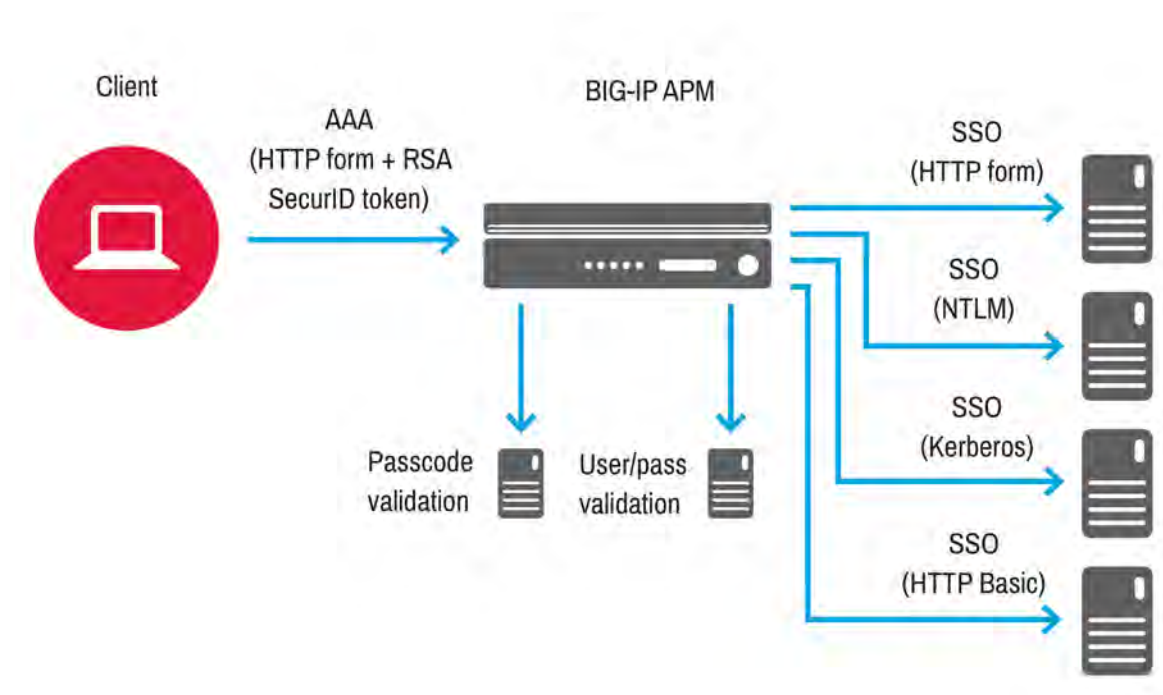 Client
AAA
(HTTP form + RSA
SecurID token)
BIG-IP APM
SSO
(HTTP form)
SSO
(NTLM)
SSO
(Kerberos)
SSO
(HTTP Basic)
Passcode
validation
User/pass
validation